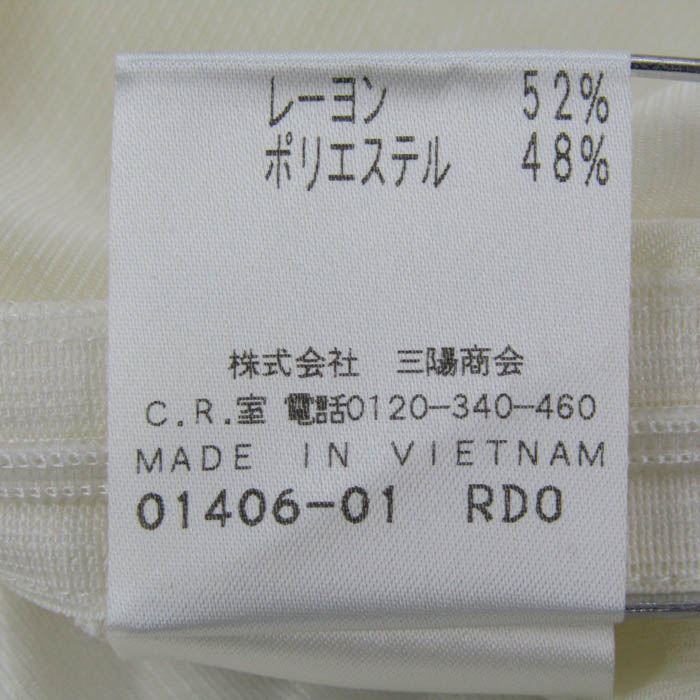 レーヨン 52%
ポリエステル 48%
株式会社 三陽商会
C.R.室 電話0120-340-460
MADE IN VIETNAM
01406-01 RDO